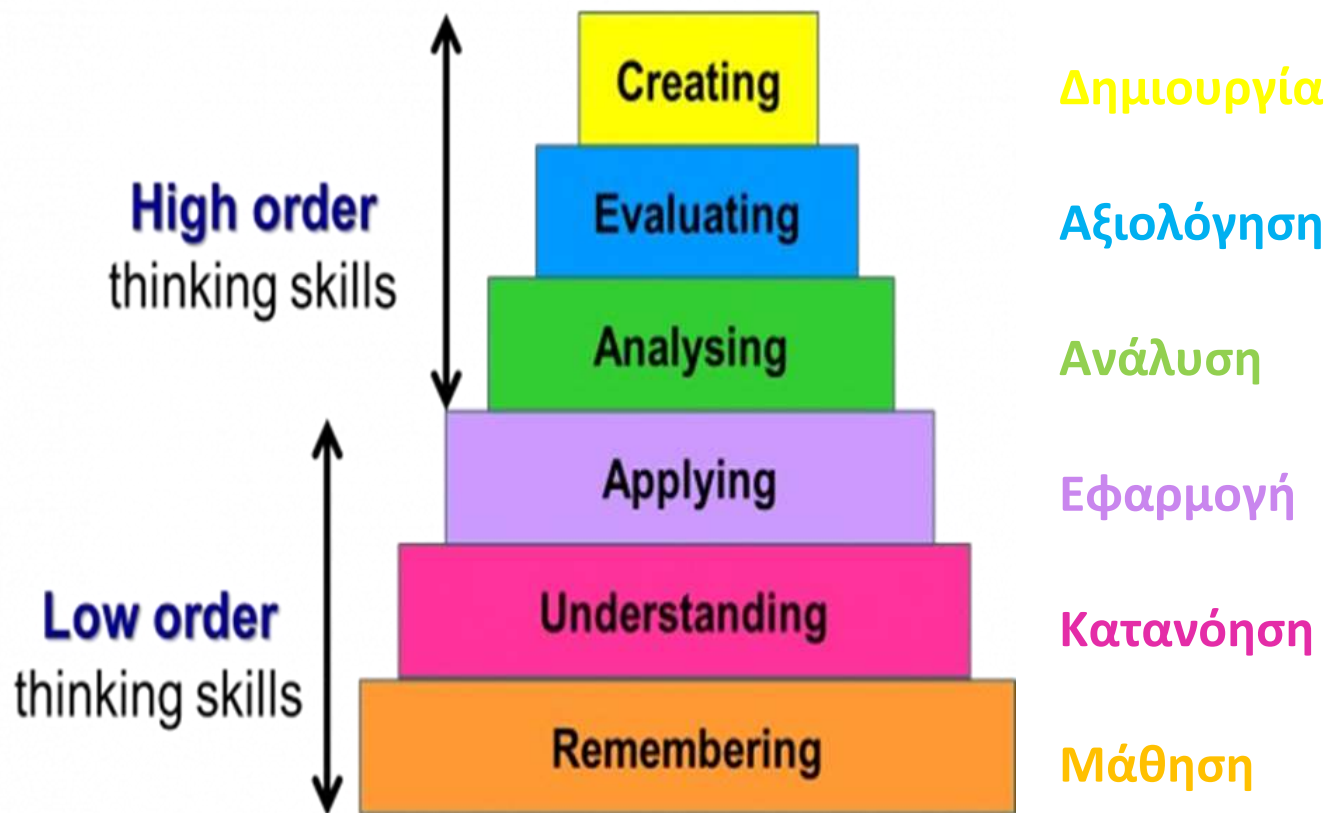 Creating
Δημιουργία
Evaluating
Αξιολόγηση
High order
thinking skills
Analysing
Ανάλυση
Applying
Εφαρμογή
Understanding
Κατανόηση
Low order
thinking skills
Remembering
Μάθηση